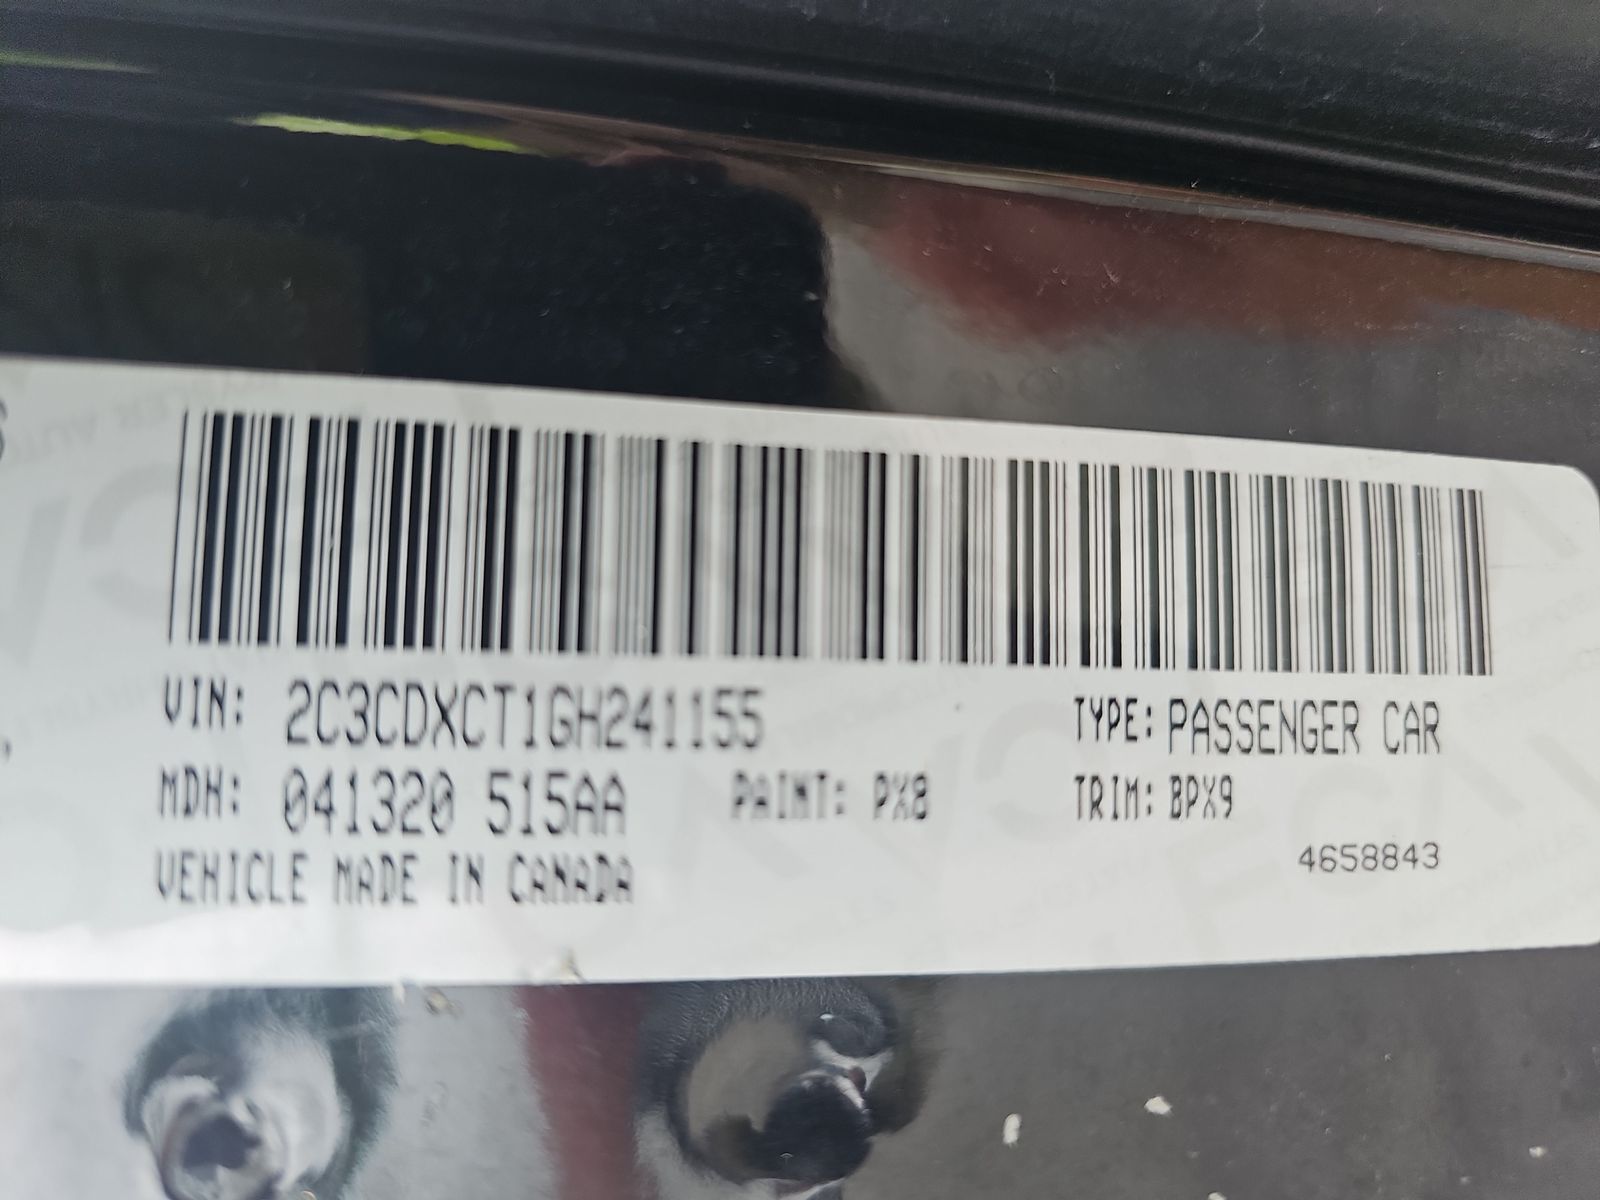 VIN: 2C3CDXCT1GH241155 TYPE: PASSENGER CAR
MDH: 041320 515AA PAINT: PX8 TRIM: BPX9
4658843
VEHICLE MADE IN CANADA